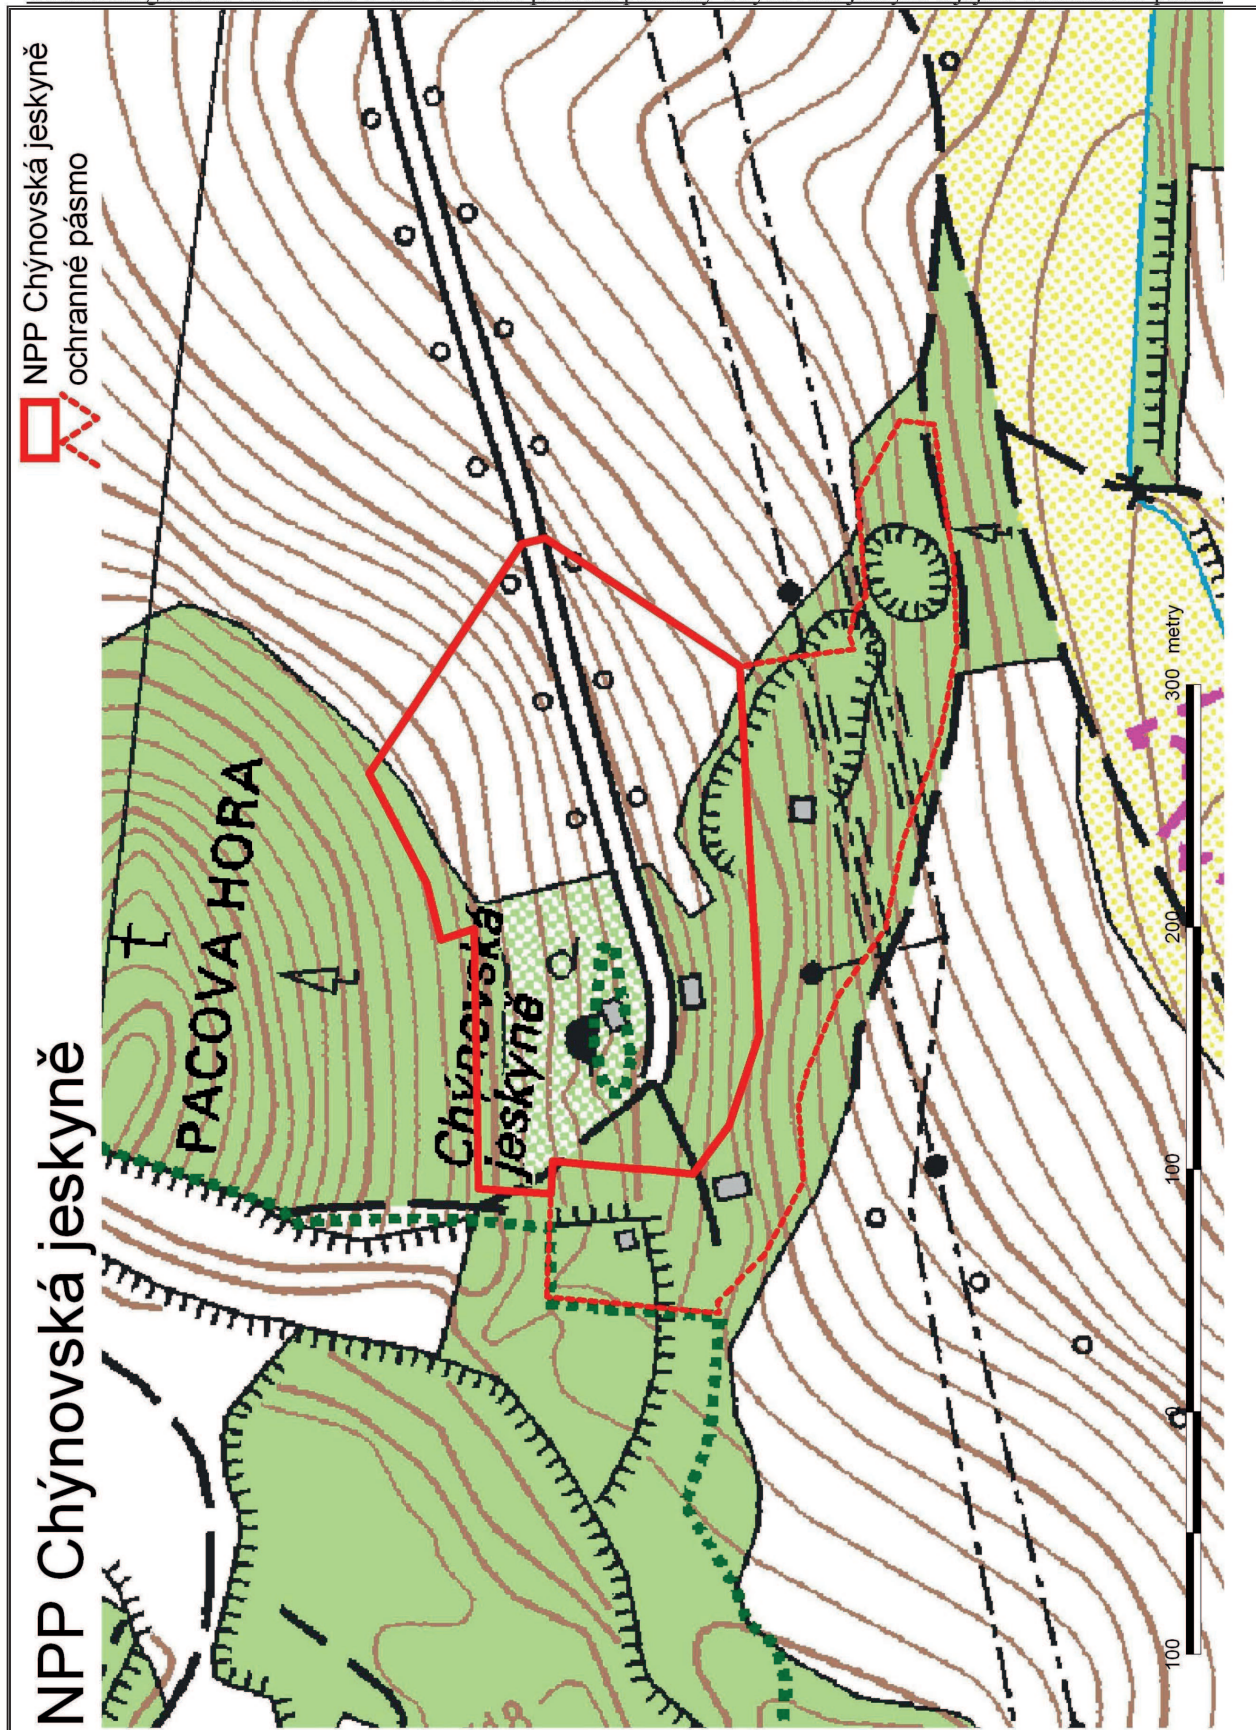 NPP Chýnovská jeskyně
NPP Chýnovská jeskyně
ochranné pásmo
PACOVA HORA
Chýnovská
jeskyně
100 0 100 200 300 metry